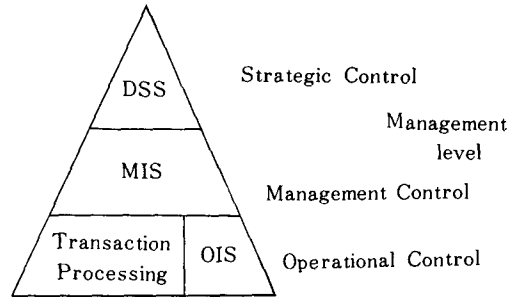 DSS
Strategic Control
Management
level
MIS
Management Control
Transaction
Processing
OIS
Operational Control